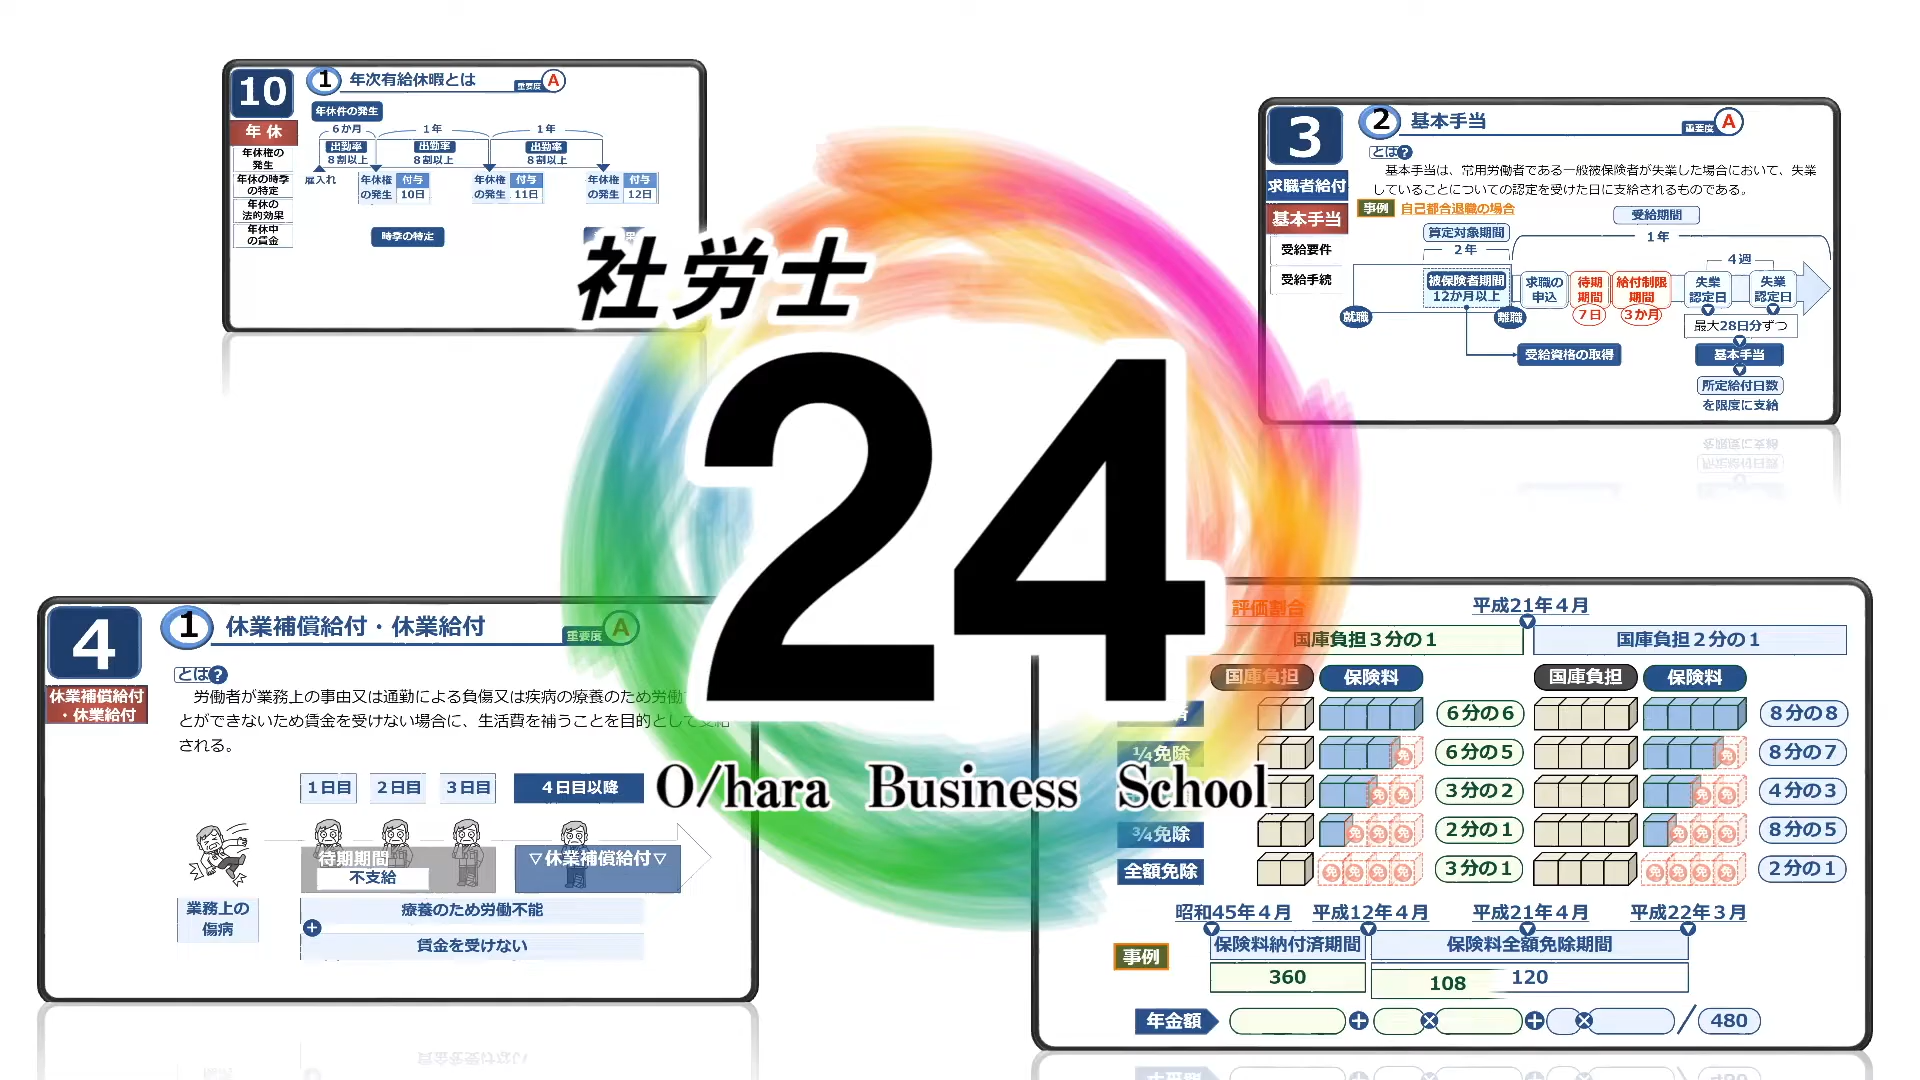 10
年 休
年休権の
発生
年休の時季
の特定
年休の
法的効果
年休中
の賃金
1 年次有給休暇とは 重要度 A
年休件の発生
6か月 1年 1年
出勤率 出勤率 出勤率
8割以上 8割以上 8割以上
雇入れ
年休権 付与 年休権 付与 年休権 付与
の発生 10日 の発生 11日 の発生 12日
時季の特定
3
求職者給付
基本手当
受給要件
受給手続
2 基本手当 重要度 A
とは?
基本手当は、常用労働者である一般被保険者が失業した場合において、失業
していることについての認定を受けた日に支給されるものである。
事例 自己都合退職の場合
受給期間
算定対象期間 1年
2年 4週
被保険者期間 求職の 待期 給付制限 失業 失業
12か月以上 申込 期間 期間 認定日 認定日
就職 離職 7日 3か月
最大28日分ずつ
受給資格の取得 基本手当
所定給付日数
を限度に支給
社労士
24
O/hara Business School
4
休業補償給付
・休業給付
1 休業補償給付・休業給付 重要度 A
とは?
労働者が業務上の事由又は通勤による負傷又は疾病の療養のため労働
とができないため賃金を受けない場合に、生活費を補うことを目的として支給
される。
1日目 2日目 3日目 4日目以降
待期期間 ▽休業補償給付▽
不支給
業務上の
傷病
療養のため労働不能
+
賃金を受けない
評価割合 平成21年4月
国庫負担3分の1 国庫負担2分の1
国庫負担 保険料 国庫負担 保険料
6分の6 8分の8
1/4免除 免 6分の5 免 8分の7
免 免 3分の2 免 免 4分の3
3/4免除 免 免 免 2分の1 免 免 免 8分の5
全額免除 免 免 免 免 3分の1 免 免 免 免 2分の1
昭和45年4月 平成12年4月 平成21年4月 平成22年3月
事例 保険料納付済期間 保険料全額免除期間
360 108 120
年金額 + × + × / 480